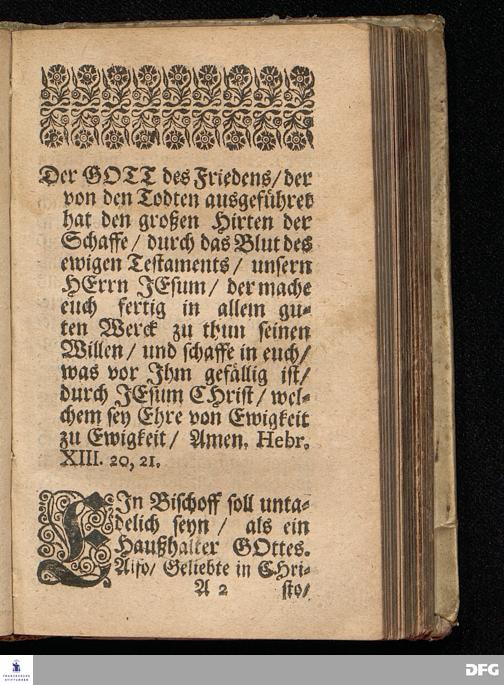 Der GOTT des Friedens/ der
von den Todten ausgeführet
hat den großen Hirten der
Schaffe/ durch das Blut des
ewigen Testaments/ unsern
HErrn JEsum/ der mache
euch fertig in allem gu=
ten Werck zu thun seinen
Willen/ und schaffe in euch/
was vor Ihm gefällig ist/
durch JEsum CHrist/ wel=
chem sey Ehre von Ewigkeit
zu Ewigkeit/ Amen. Hebr.
XIII. 20, 21.
EIn Bischoff soll unta=
delich seyn/ als ein
Haußhalter GOttes.
Also/ Geliebte in CHri=
A 2 sto/
FRANCKESCHE
STIFTUNGEN
DFG